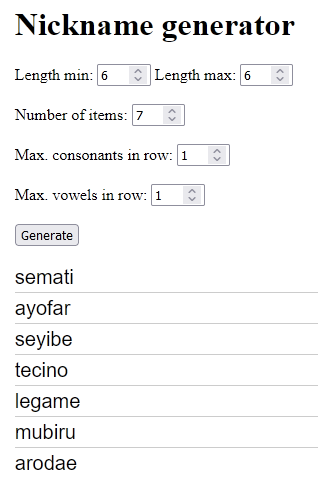 Nickname generator
Length min: 6 Length max: 6
Number of items: 7
Max. consonants in row: 1
Max. vowels in row: 1
Generate
semati
ayofar
seyibe
tecino
legame
mubiru
arodae